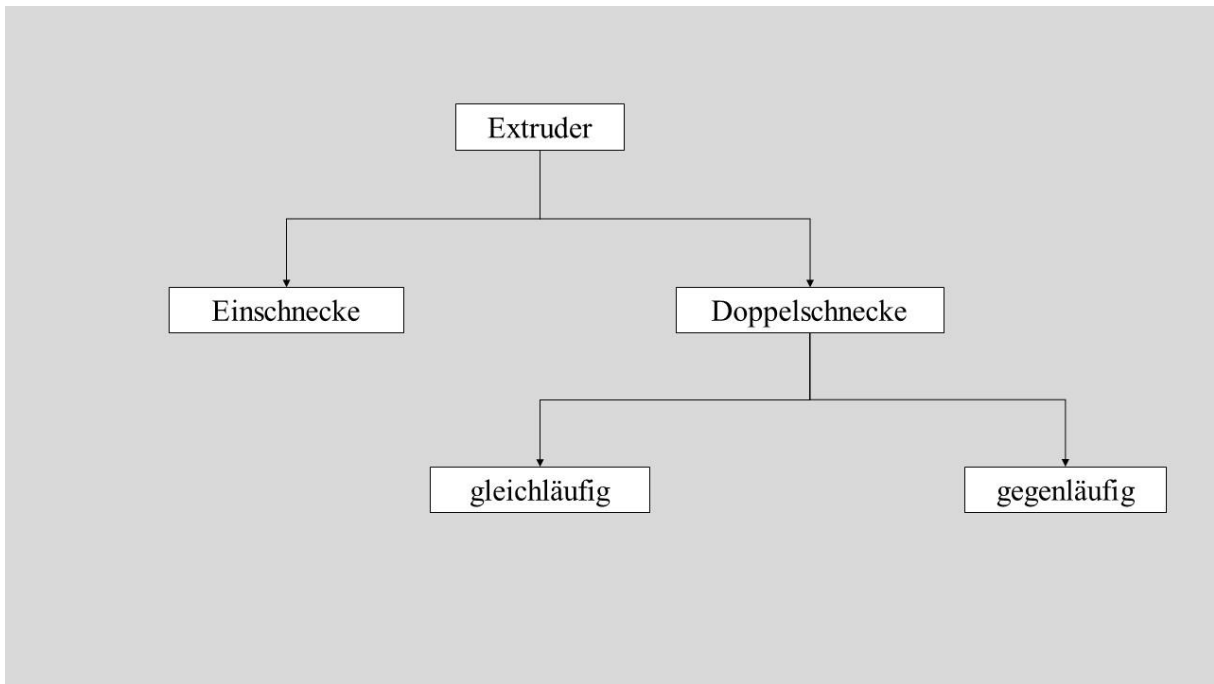 Extruder
Einschnecke
Doppelschnecke
gleichläufig
gegenläufig